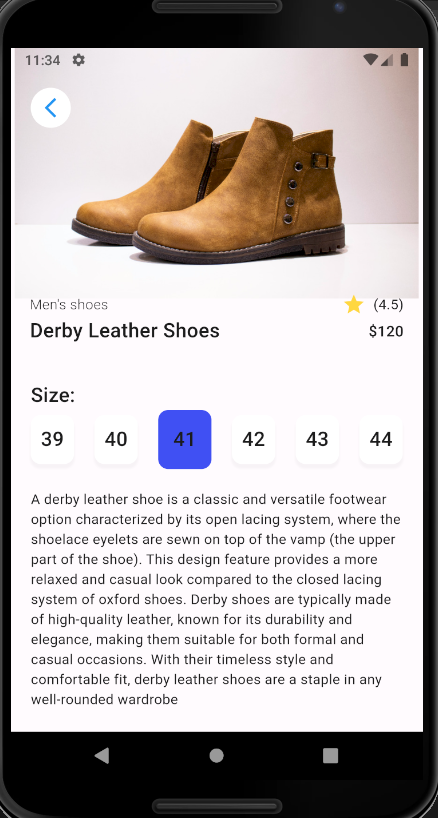 11:34
Men's shoes (4.5)
Derby Leather Shoes $120
Size:
39 40 41 42 43 44
A derby leather shoe is a classic and versatile footwear
option characterized by its open lacing system, where the
shoelace eyelets are sewn on top of the vamp (the upper
part of the shoe). This design feature provides a more
relaxed and casual look compared to the closed lacing
system of oxford shoes. Derby shoes are typically made
of high-quality leather, known for its durability and
elegance, making them suitable for both formal and
casual occasions. With their timeless style and
comfortable fit, derby leather shoes are a staple in any
well-rounded wardrobe